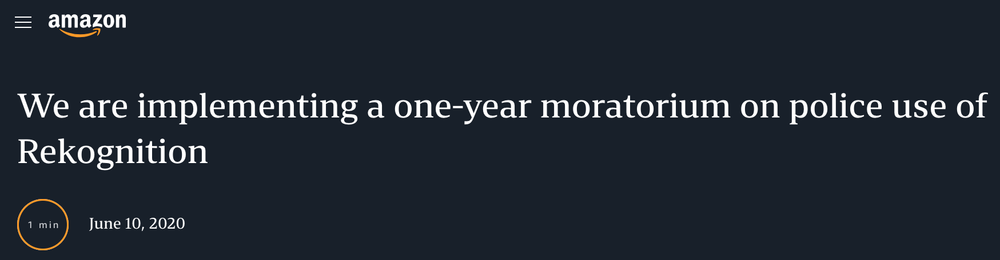 amazon
We are implementing a one-year moratorium on police use of
Rekognition
1 min
June 10, 2020